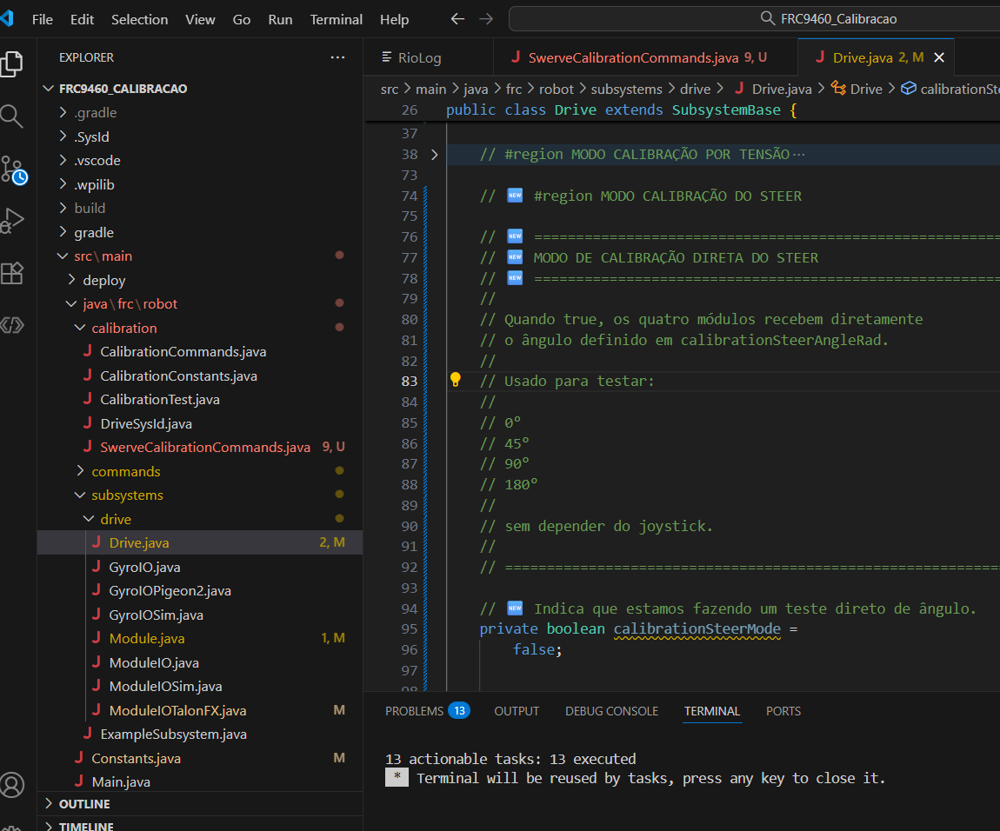 File Edit Selection View Go Run Terminal Help FRC9460_Calibracao
EXPLORER
FRC9460_CALIBRACAO
.gradle
.SysId
.vscode
.wpilib
build
gradle
src\main
deploy
java\frc\robot
calibration
CalibrationCommands.java
CalibrationConstants.java
CalibrationTest.java
DriveSysId.java
SwerveCalibrationCommands.java 9, U
commands
subsystems
drive
Drive.java 2, M
GyroIO.java
GyroIOPigeon2.java
GyroIOSim.java
Module.java 1, M
ModuleIO.java
ModuleIOSim.java
ModuleIOTalonFX.java M
ExampleSubsystem.java
Constants.java M
Main.java
OUTLINE
TIMELINE
RioLog SwerveCalibrationCommands.java 9, U Drive.java 2, M
src > main > java > frc > robot > subsystems > drive > Drive.java > Drive > calibrationSte
26 public class Drive extends SubsystemBase {
37
38 // #region MODO CALIBRAÇÃO POR TENSÃO···
73
74 // 🆕 #region MODO CALIBRAÇÃO DO STEER
75
76 // 🆕 ========================================================
77 // 🆕 MODO DE CALIBRAÇÃO DIRETA DO STEER
78 // 🆕 ========================================================
79 //
80 // Quando true, os quatro módulos recebem diretamente
81 // o ângulo definido em calibrationSteerAngleRad.
82 //
83 // Usado para testar:
84 //
85 // 0°
86 // 45°
87 // 90°
88 // 180°
89 //
90 // sem depender do joystick.
91 //
92 // ===========================================================
93
94 // 🆕 Indica que estamos fazendo um teste direto de ângulo.
95 private boolean calibrationSteerMode =
96 false;
97
98
PROBLEMS 13 OUTPUT DEBUG CONSOLE TERMINAL PORTS
13 actionable tasks: 13 executed
* Terminal will be reused by tasks, press any key to close it.